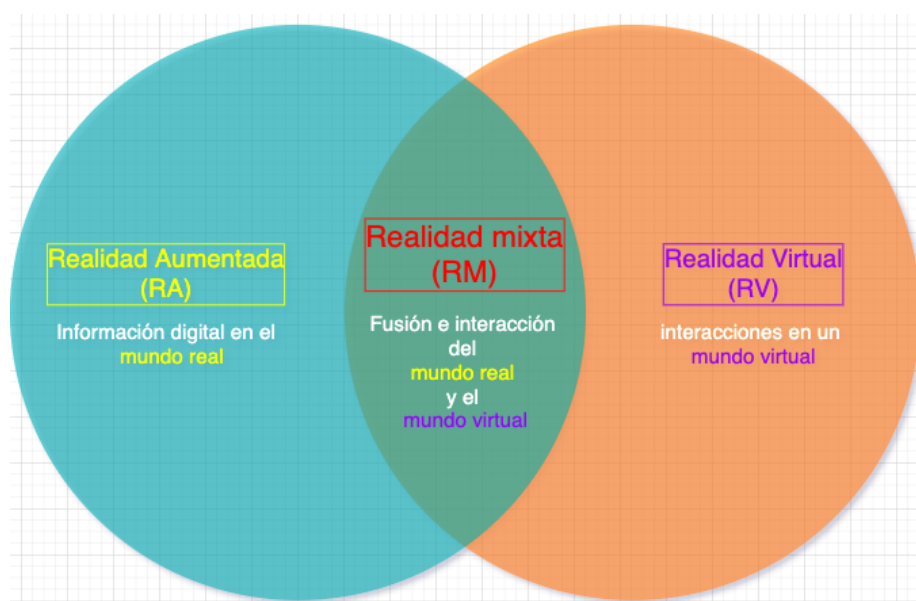 Realidad Aumentada
(RA)
Información digital en el
mundo real
Realidad mixta
(RM)
Fusión e interacción
del
mundo real
y el
mundo virtual
Realidad Virtual
(RV)
interacciones en un
mundo virtual